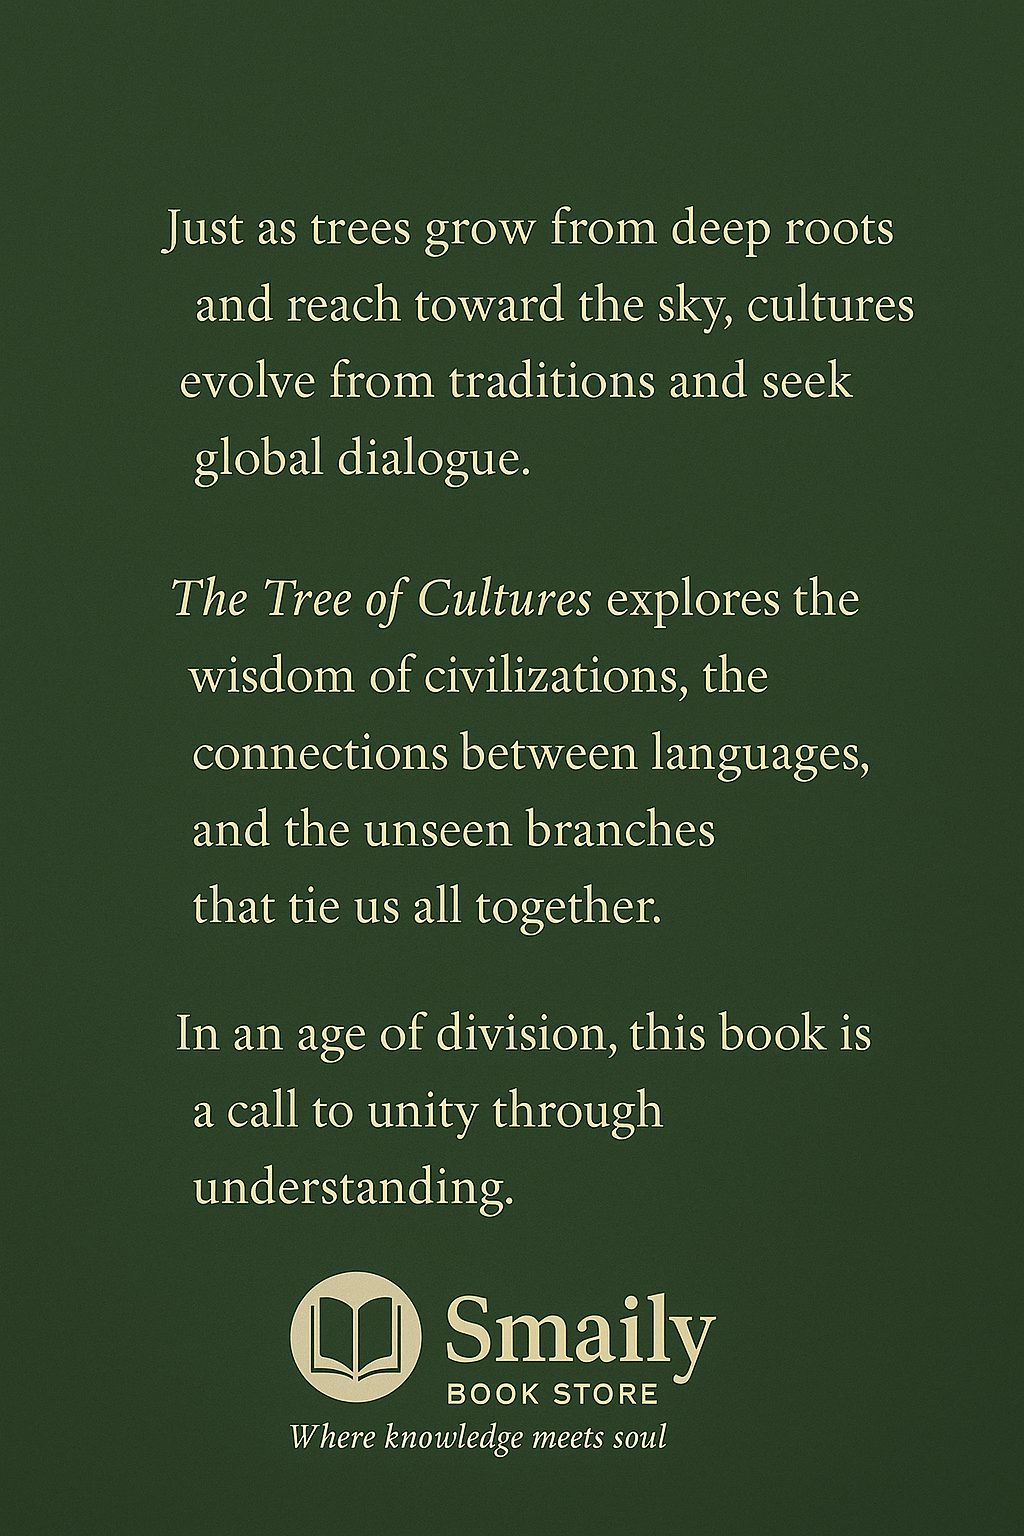 Just as trees grow from deep roots
and reach toward the sky, cultures
evolve from traditions and seek
global dialogue.
The Tree of Cultures explores the
wisdom of civilizations, the
connections between languages,
and the unseen branches
that tie us all together.
In an age of division, this book is
a call to unity through
understanding.
Smaily
BOOK STORE
Where knowledge meets soul